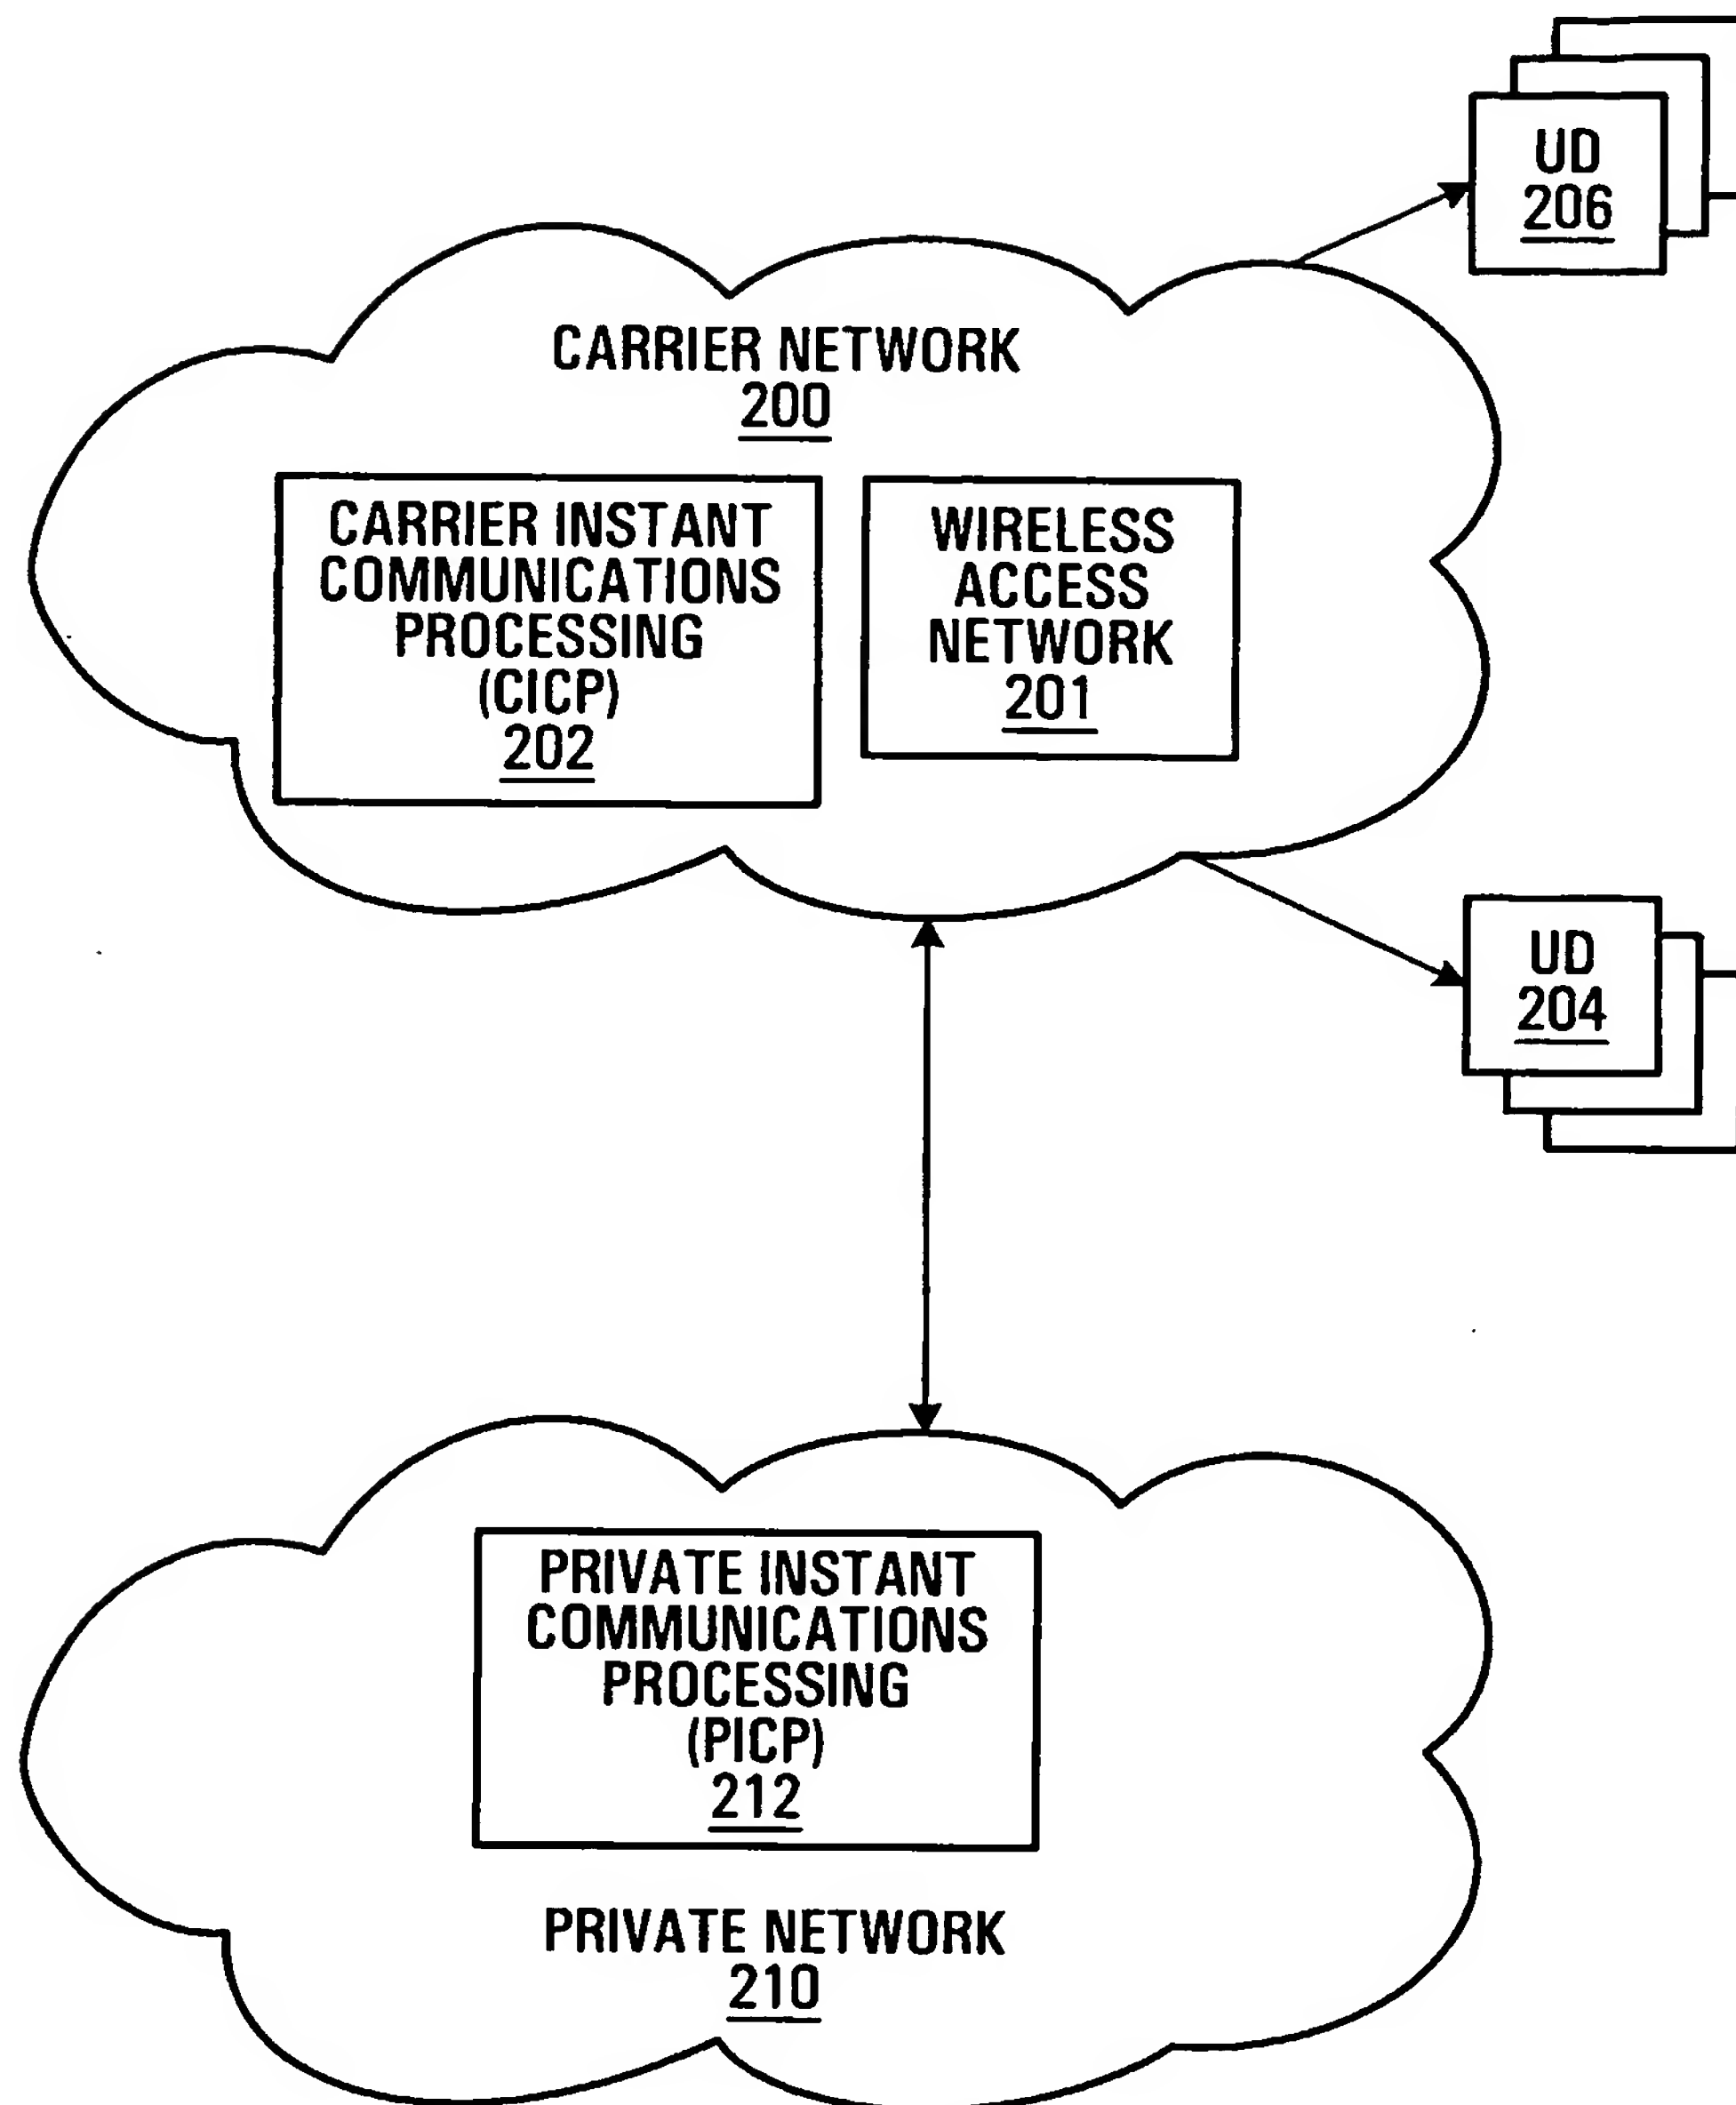 UD
206
CARRIER NETWORK
200
CARRIER INSTANT
COMMUNICATIONS
PROCESSING
(CICP)
202
WIRELESS
ACCESS
NETWORK
201
UD
204
PRIVATE INSTANT
COMMUNICATIONS
PROCESSING
(PICP)
212
PRIVATE NETWORK
210